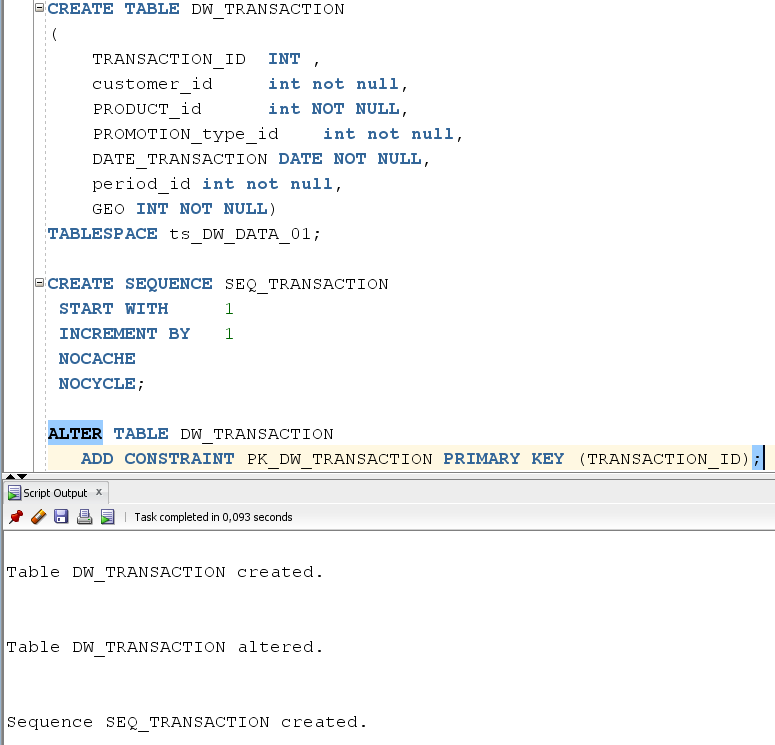 CREATE TABLE DW_TRANSACTION
(
    TRANSACTION_ID  INT ,
    customer_id     int not null,
    PRODUCT_id      int NOT NULL,
    PROMOTION_type_id    int not null,
    DATE_TRANSACTION DATE NOT NULL,
    period_id int not null,
    GEO INT NOT NULL)
TABLESPACE ts_DW_DATA_01;
CREATE SEQUENCE SEQ_TRANSACTION
 START WITH     1
 INCREMENT BY   1
 NOCACHE
 NOCYCLE;
ALTER TABLE DW_TRANSACTION
   ADD CONSTRAINT PK_DW_TRANSACTION PRIMARY KEY (TRANSACTION_ID);
Script Output x
Task completed in 0,093 seconds
Table DW_TRANSACTION created.
Table DW_TRANSACTION altered.
Sequence SEQ_TRANSACTION created.